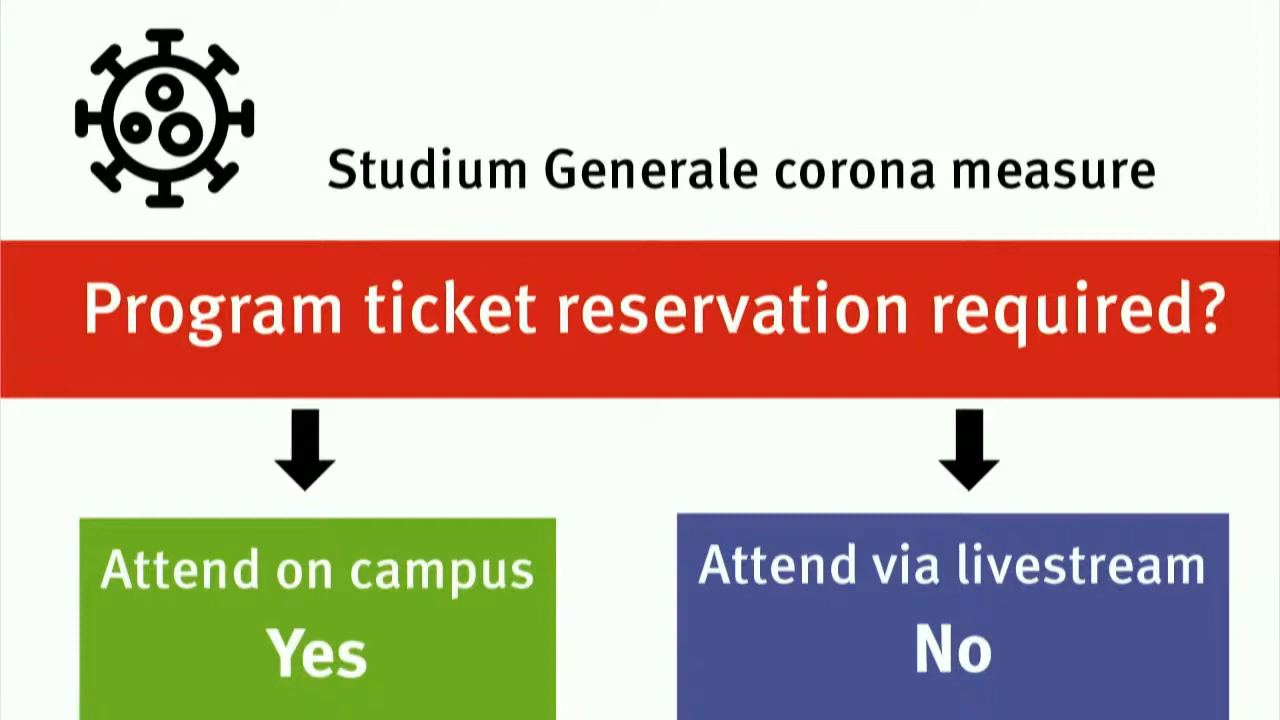 Studium Generale corona measure
Program ticket reservation required?
Attend on campus
Yes
Attend via livestream
No